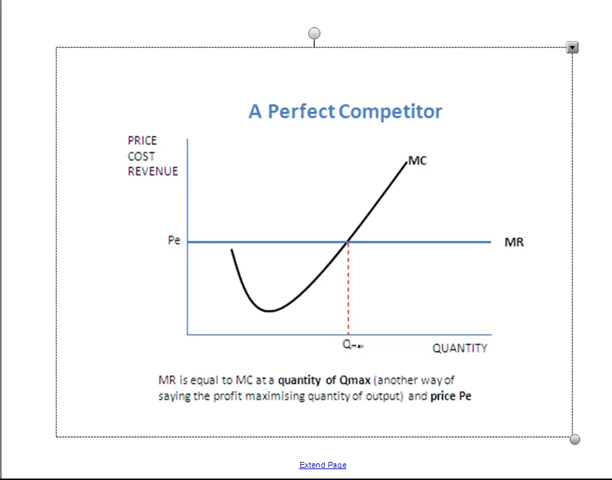 A Perfect Competitor
PRICE
COST
REVENUE
MC
Pe
MR
Qmax
QUANTITY
MR is equal to MC at a quantity of Qmax (another way of
saying the profit maximising quantity of output) and price Pe
Extend Page